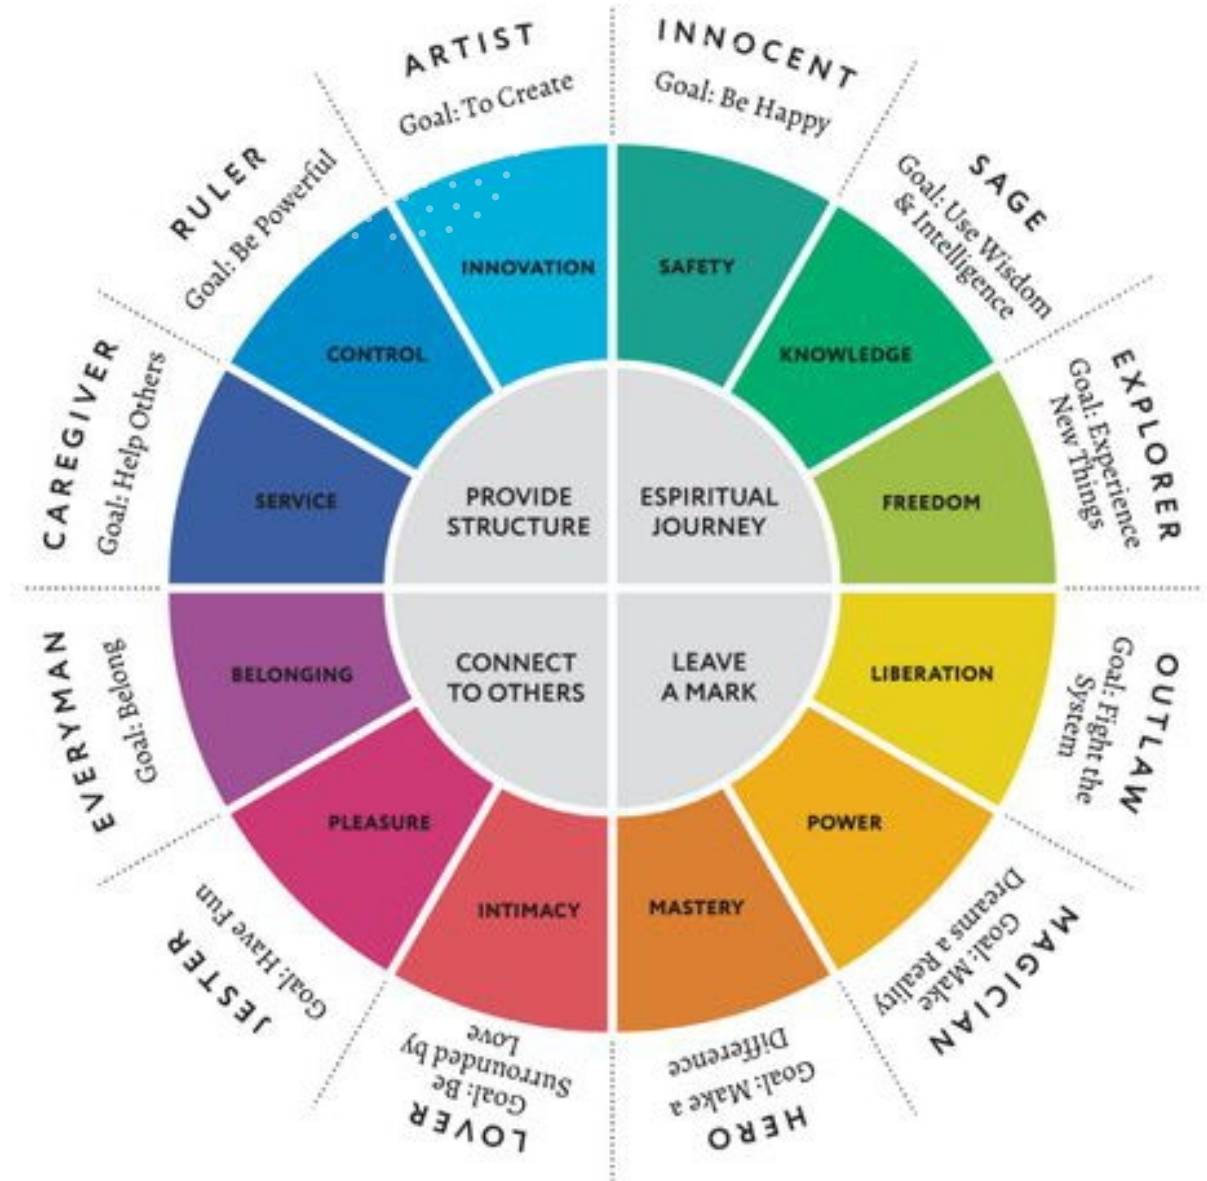 ARTIST
Goal: To Create
INNOVATION
INNOCENT
Goal: Be Happy
SAFETY
SAGE
Goal: Use Wisdom
& Intelligence
KNOWLEDGE
EXPLORER
Goal: Experience
New Things
FREEDOM
OUTLAW
Goal: Fight the
System
LIBERATION
MAGICIAN
Goal: Make
Dreams a Reality
POWER
HERO
Goal: Make a
Difference
MASTERY
LOVER
Goal: Be
Surrounded by
Love
INTIMACY
JESTER
Goal: Have Fun
PLEASURE
EVERYMAN
Goal: Belong
BELONGING
CAREGIVER
Goal: Help Others
SERVICE
RULER
Goal: Be Powerful
CONTROL
PROVIDE
STRUCTURE
ESPIRITUAL
JOURNEY
CONNECT
TO OTHERS
LEAVE
A MARK